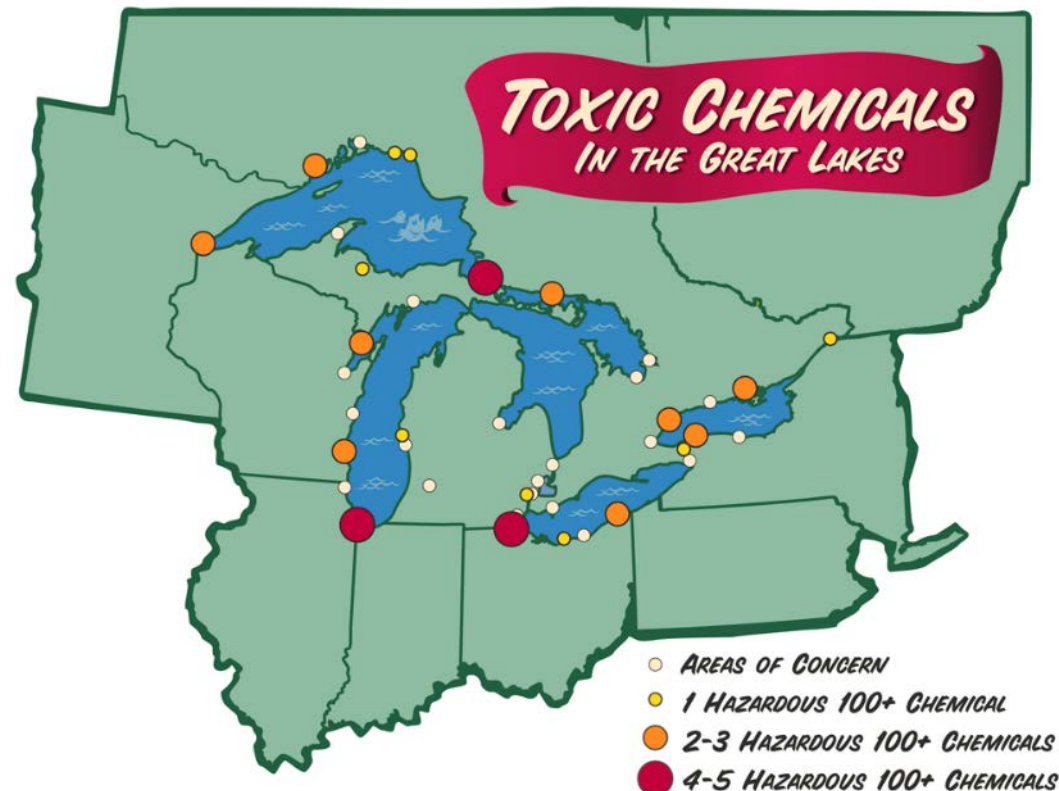 TOXIC CHEMICALS
IN THE GREAT LAKES
AREAS OF CONCERN
1 HAZARDOUS 100+ CHEMICAL
2-3 HAZARDOUS 100+ CHEMICALS
4-5 HAZARDOUS 100+ CHEMICALS